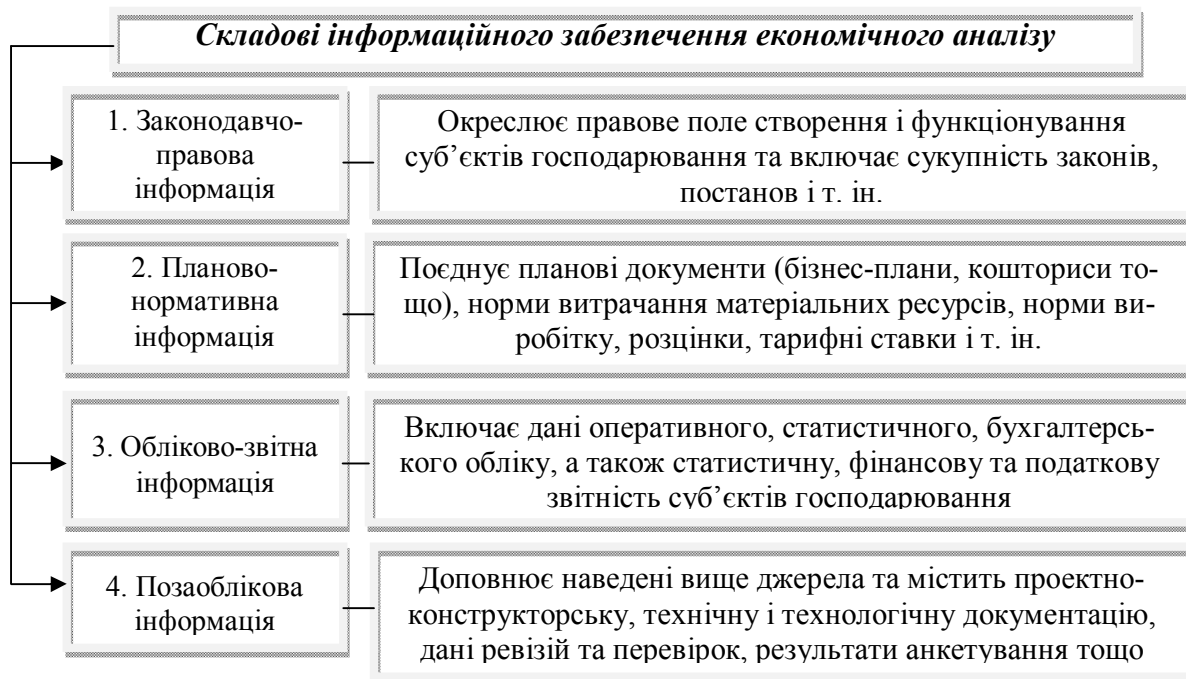 Складові інформаційного забезпечення економічного аналізу
1. Законодавчо-
правова
інформація
Окреслює правове поле створення і функціонування
суб’єктів господарювання та включає сукупність законів,
постанов і т. ін.
2. Планово-
нормативна
інформація
Поєднує планові документи (бізнес-плани, кошториси то-
що), норми витрачання матеріальних ресурсів, норми ви-
робітку, розцінки, тарифні ставки і т. ін.
3. Обліково-звітна
інформація
Включає дані оперативного, статистичного, бухгалтерсь-
кого обліку, а також статистичну, фінансову та податкову
звітність суб’єктів господарювання
4. Позаоблікова
інформація
Доповнює наведені вище джерела та містить проектно-
конструкторську, технічну і технологічну документацію,
дані ревізій та перевірок, результати анкетування тощо